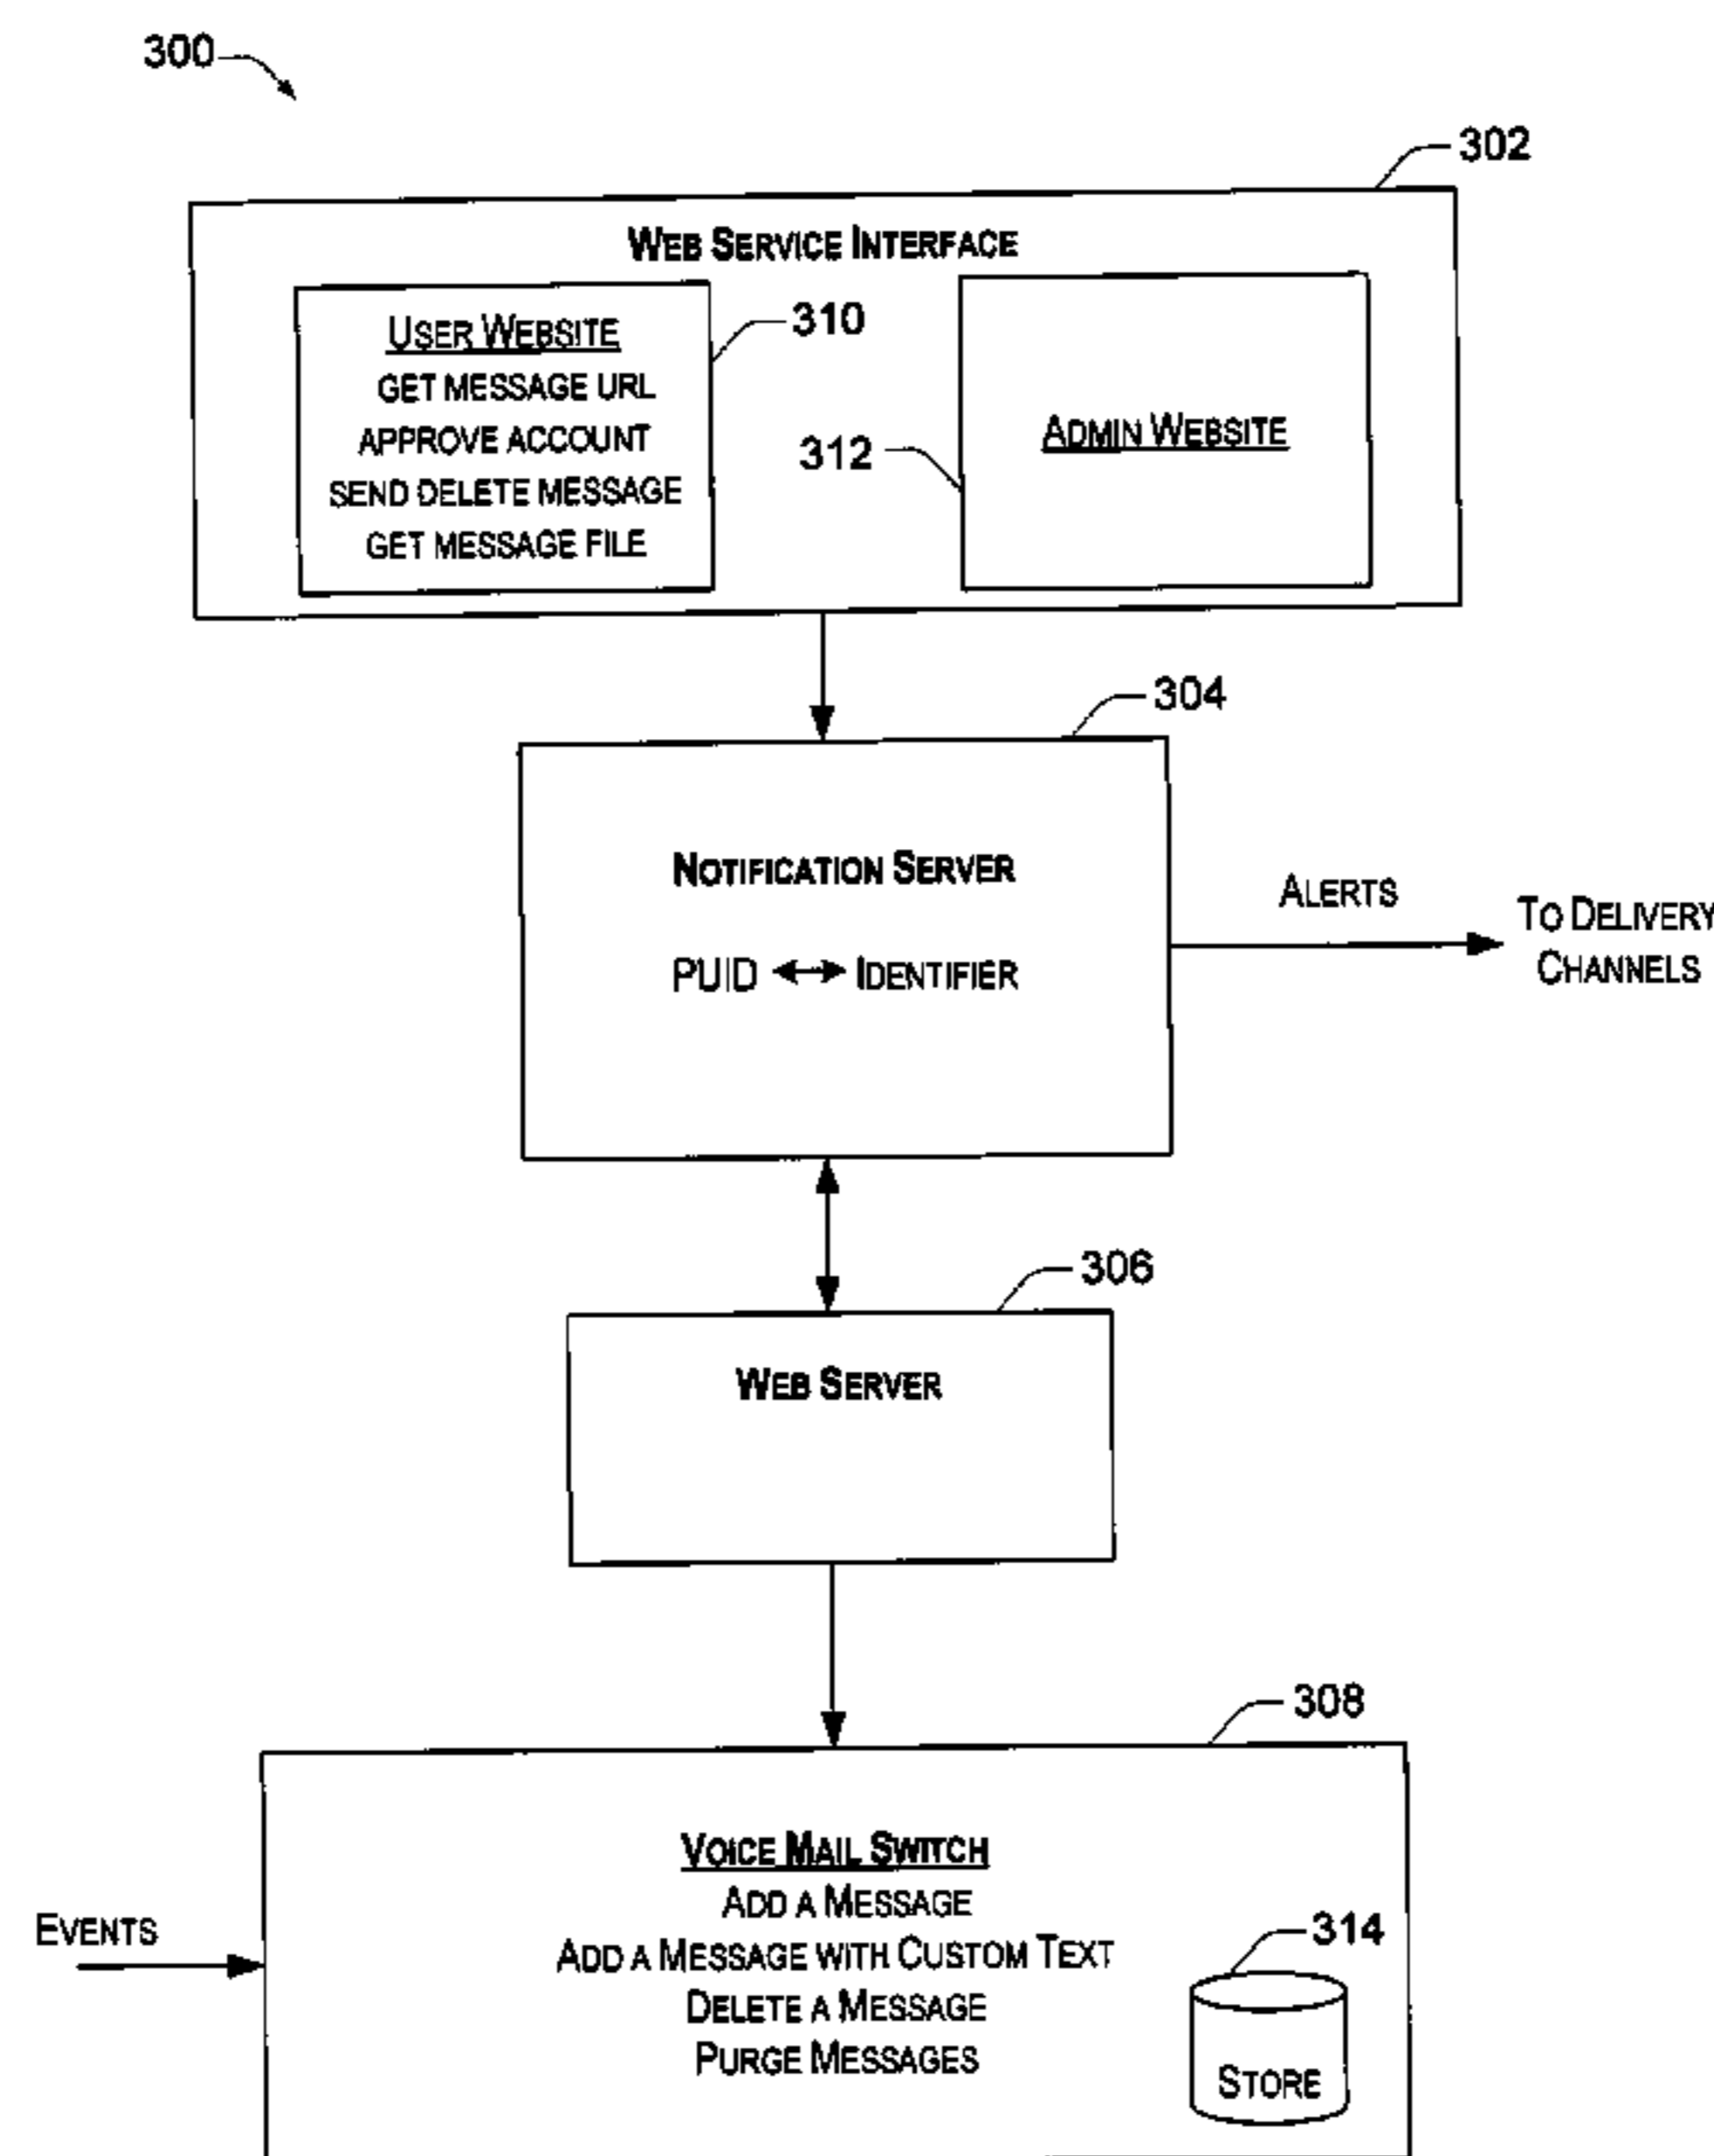 300
302
WEB SERVICE INTERFACE
USER WEBSITE
GET MESSAGE URL
APPROVE ACCOUNT
SEND DELETE MESSAGE
GET MESSAGE FILE
310
312
ADMIN WEBSITE
304
NOTIFICATION SERVER
PUID IDENTIFIER
ALERTS
TO DELIVERY
CHANNELS
306
WEB SERVER
308
VOICE MAIL SWITCH
ADD A MESSAGE
ADD A MESSAGE WITH CUSTOM TEXT
DELETE A MESSAGE
PURGE MESSAGES
EVENTS
314
STORE